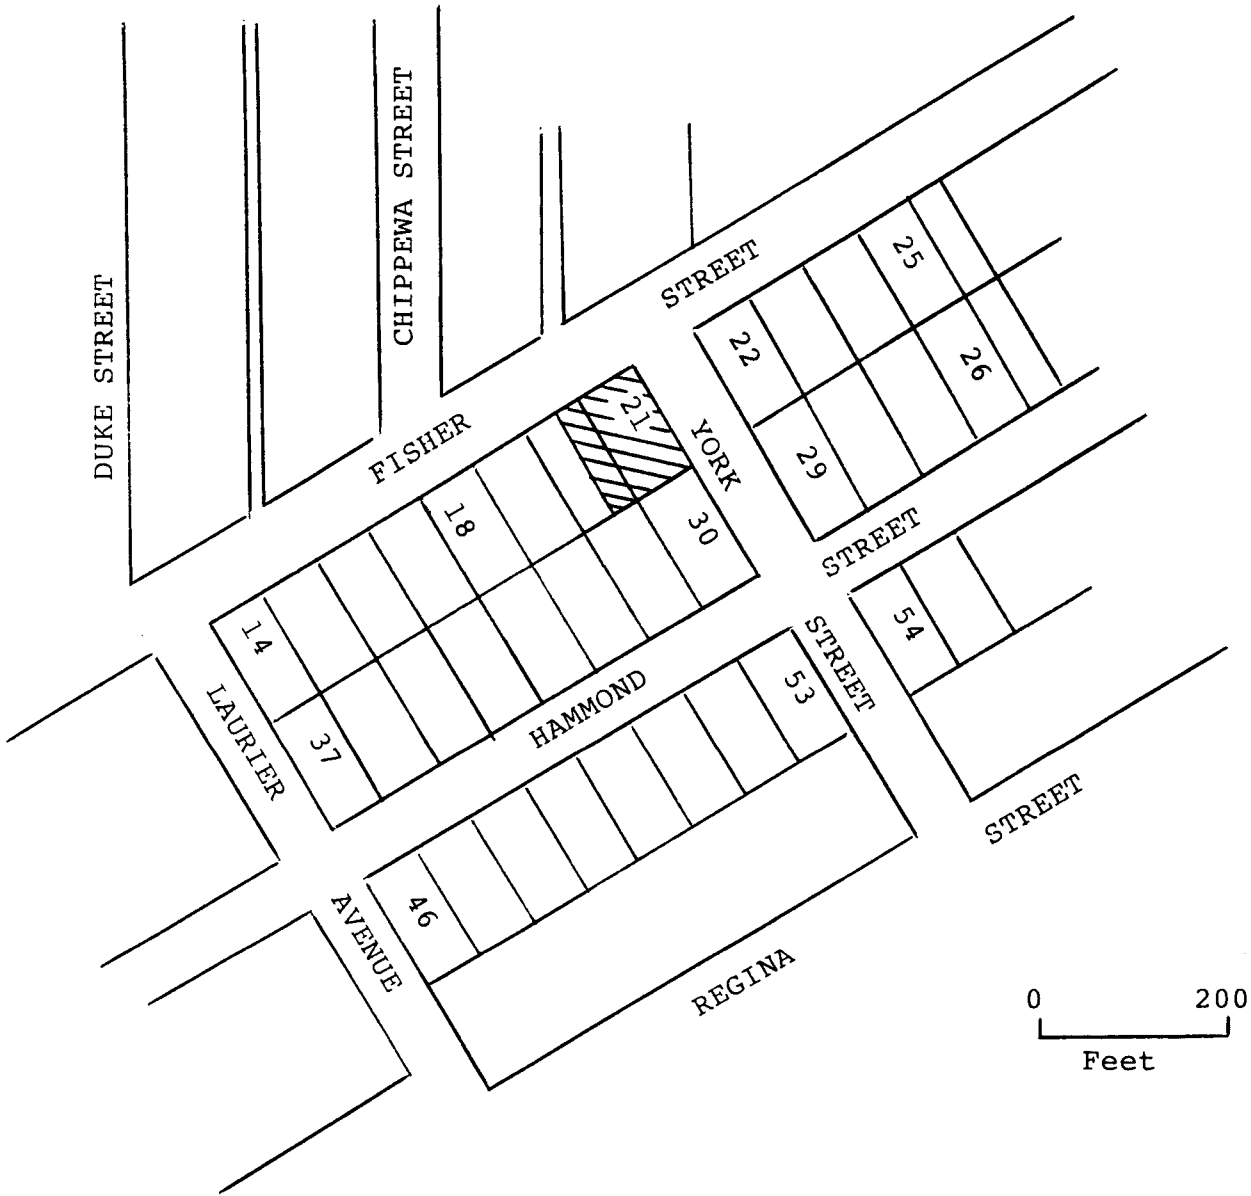 DUKE STREET
CHIPPEWA STREET
FISHER
STREET
25
22
26
21
YORK
29
18
30
STREET
14
STREET
54
LAURIER
37
HAMMOND
53
STREET
46
AVENUE
REGINA
0 200
Feet